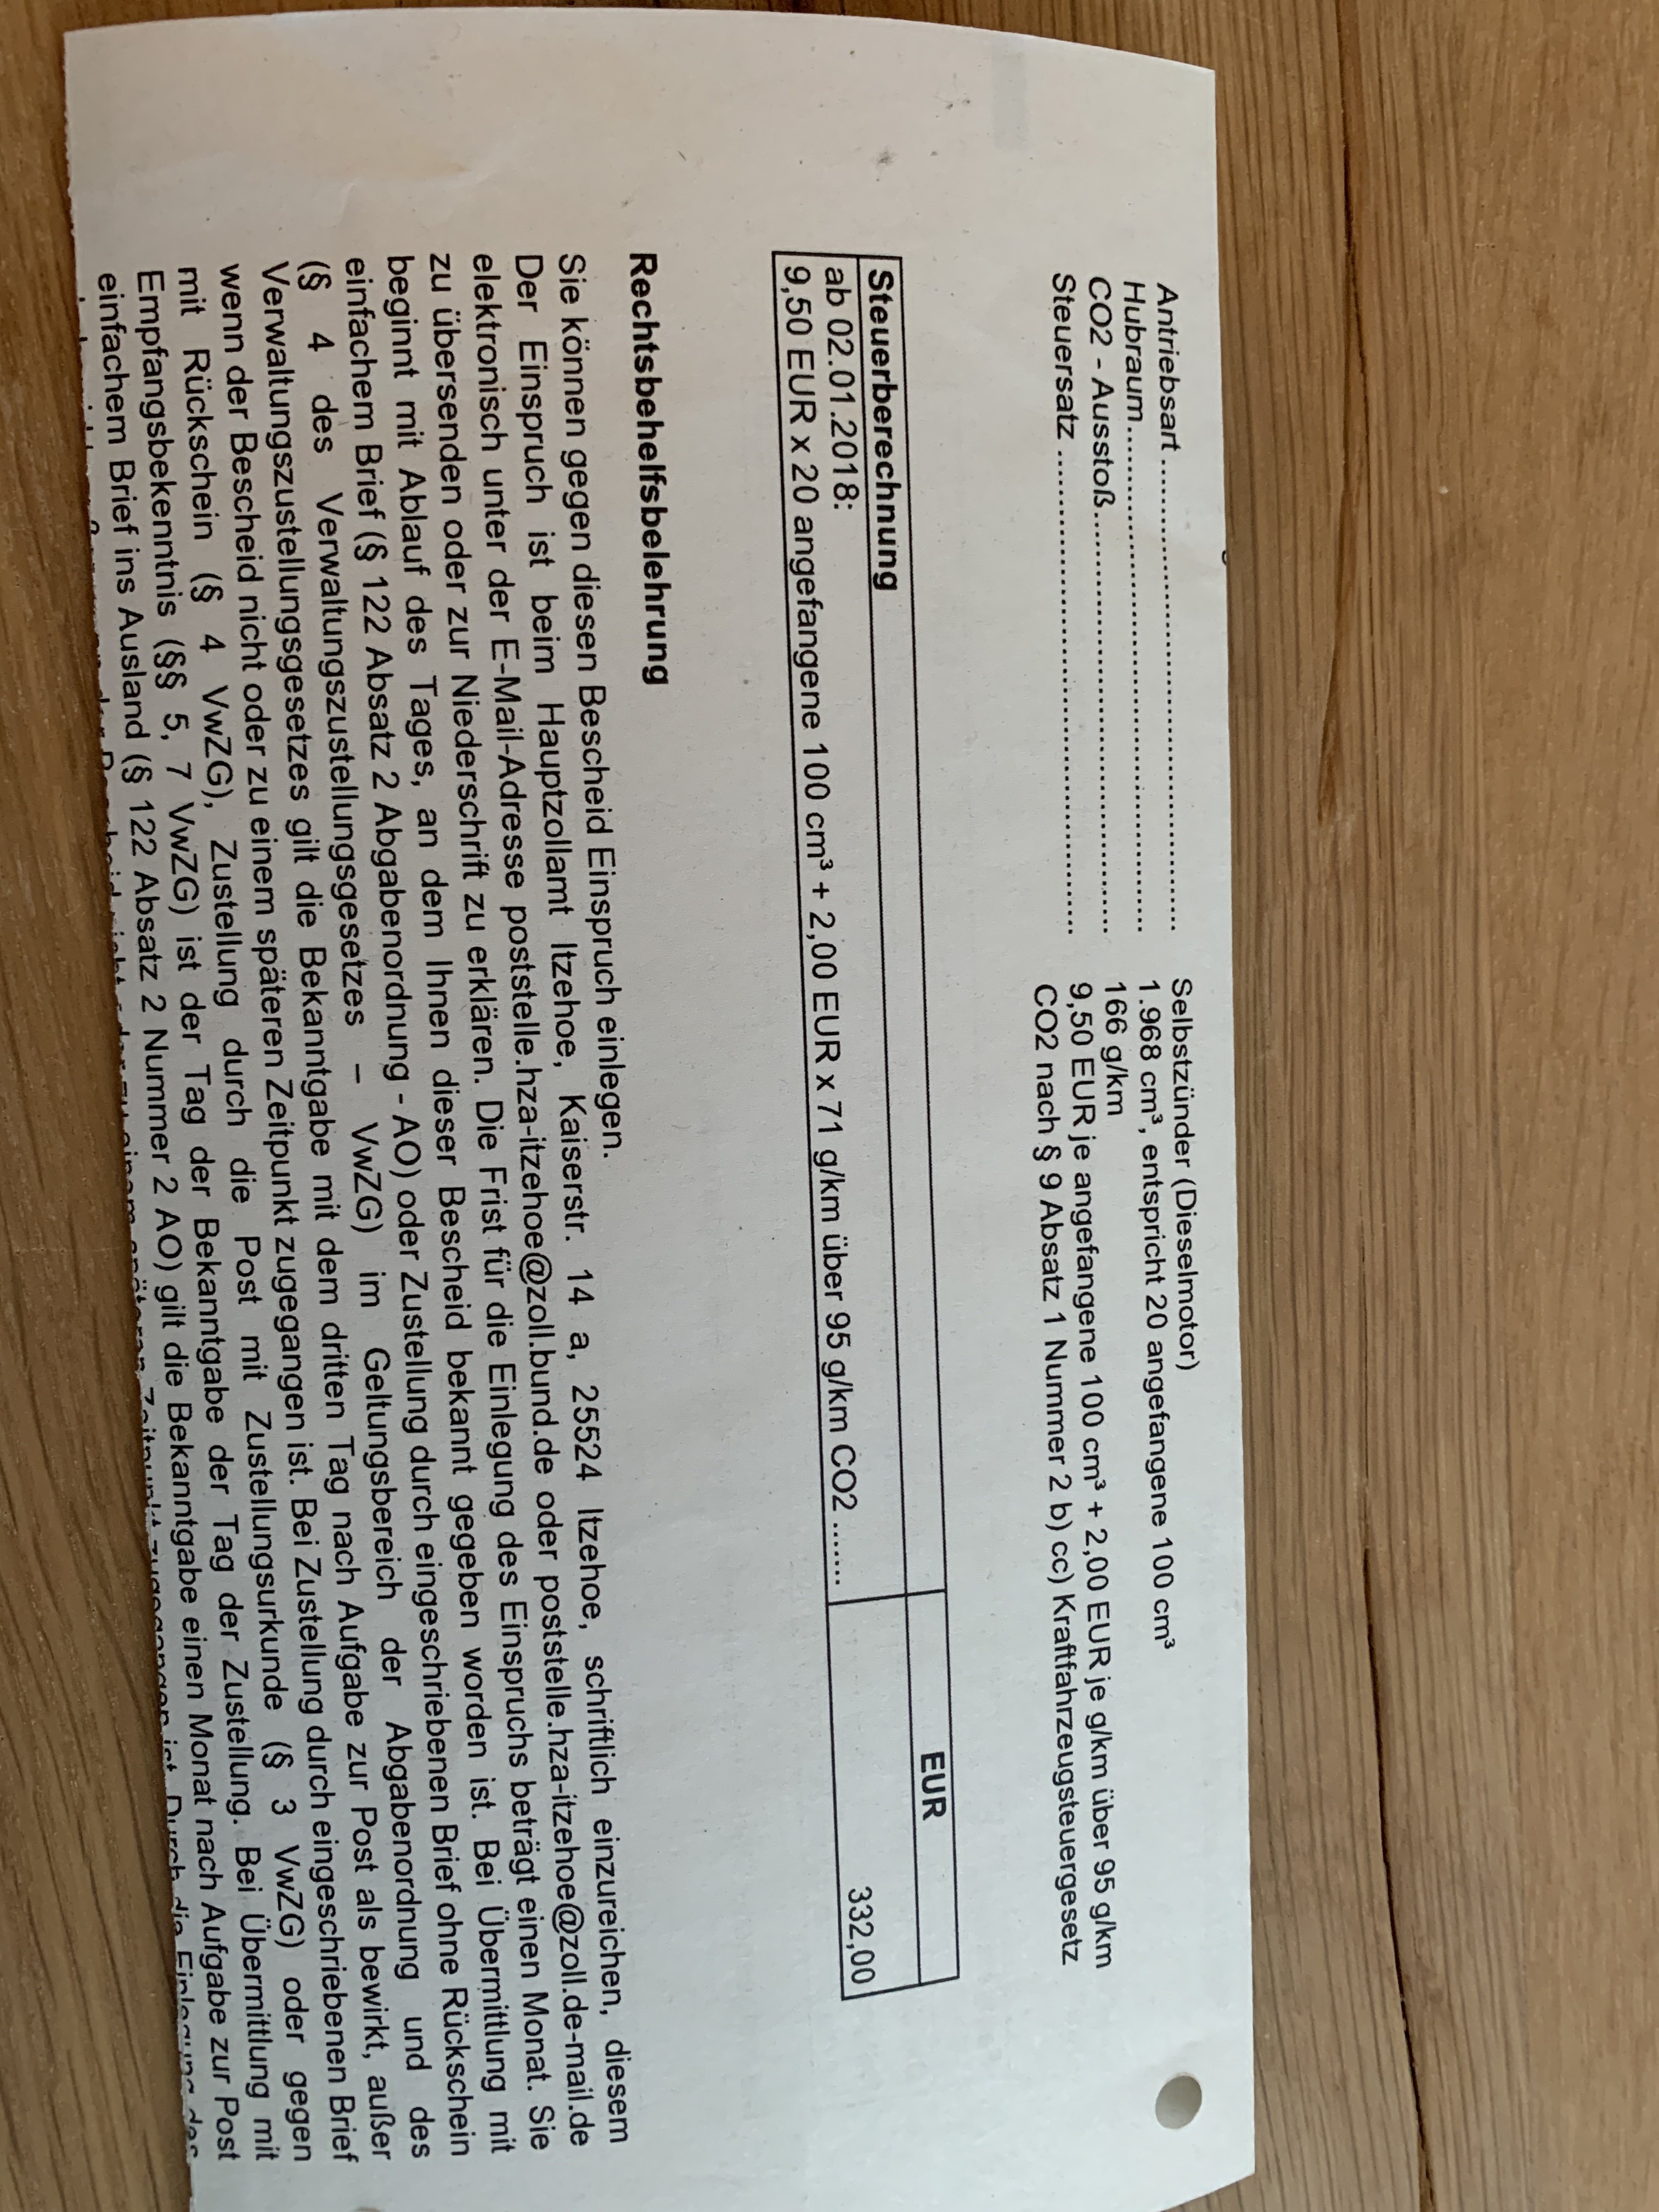 Antriebsart ........................................... Selbstzünder (Dieselmotor)
Hubraum........................................... 1.968 cm³, entspricht 20 angefangene 100 cm³
CO2 - Ausstoß........................................... 166 g/km
Steuersatz ........................................... 9,50 EUR je angefangene 100 cm³ + 2,00 EUR je g/km über 95 g/km
CO2 nach § 9 Absatz 1 Nummer 2 b) cc) Kraftfahrzeugsteuergesetz
Steuerberechnung EUR
ab 02.01.2018:
9,50 EUR x 20 angefangene 100 cm³ + 2,00 EUR x 71 g/km über 95 g/km CO2 ....... 332,00
Rechtsbehelfsbelehrung
Sie können gegen diesen Bescheid Einspruch einlegen.
Der Einspruch ist beim Hauptzollamt Itzehoe, Kaiserstr. 14 a, 25524 Itzehoe, schriftlich einzureichen, diesem
elektronisch unter der E-Mail-Adresse poststelle.hza-itzehoe@zoll.bund.de oder poststelle.hza-itzehoe@zoll.de-mail.de
zu übersenden oder zur Niederschrift zu erklären. Die Frist für die Einlegung des Einspruchs beträgt einen Monat. Sie
beginnt mit Ablauf des Tages, an dem Ihnen dieser Bescheid bekannt gegeben worden ist. Bei Übermittlung mit
einfachem Brief (§ 122 Absatz 2 Abgabenordnung - AO) oder Zustellung durch eingeschriebenen Brief ohne Rückschein
(§ 4 des Verwaltungszustellungsgesetzes – VwZG) im Geltungsbereich der Abgabenordnung und des
Verwaltungszustellungsgesetzes gilt die Bekanntgabe mit dem dritten Tag nach Aufgabe zur Post als bewirkt, außer
wenn der Bescheid nicht oder zu einem späteren Zeitpunkt zugegangen ist. Bei Zustellung durch eingeschriebenen Brief
mit Rückschein (§ 4 VwZG), Zustellung durch die Post mit Zustellungsurkunde (§ 3 VwZG) oder gegen
Empfangsbekenntnis (§§ 5, 7 VwZG) ist der Tag der Bekanntgabe der Tag der Zustellung. Bei Übermittlung mit
einfachem Brief ins Ausland (§ 122 Absatz 2 Nummer 2 AO) gilt die Bekanntgabe einen Monat nach Aufgabe zur Post
zu einem späteren Zeitpunkt zugegangen ist. Durch die Einlegung des